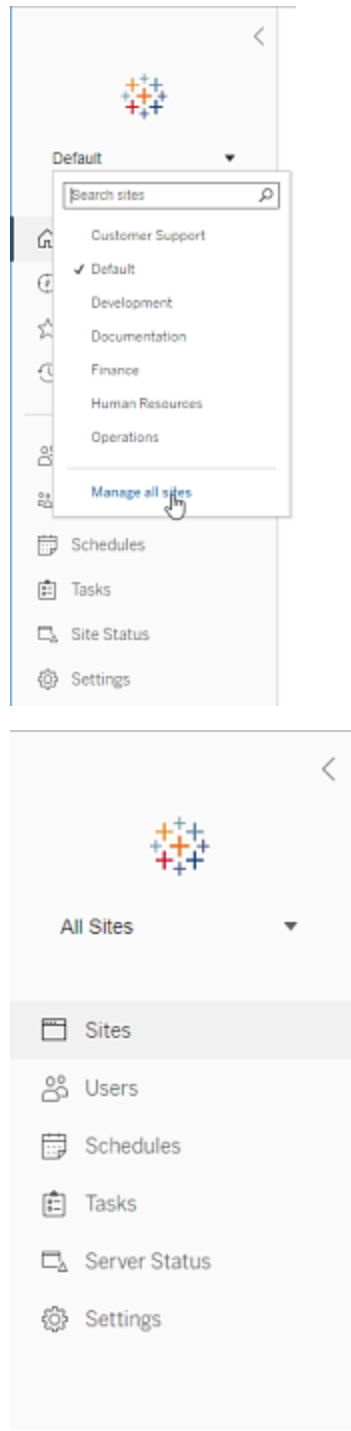 Default
Search sites
Customer Support
Default
Development
Documentation
Finance
Human Resources
Operations
Manage all sites
Schedules
Tasks
Site Status
Settings
All Sites
Sites
Users
Schedules
Tasks
Server Status
Settings